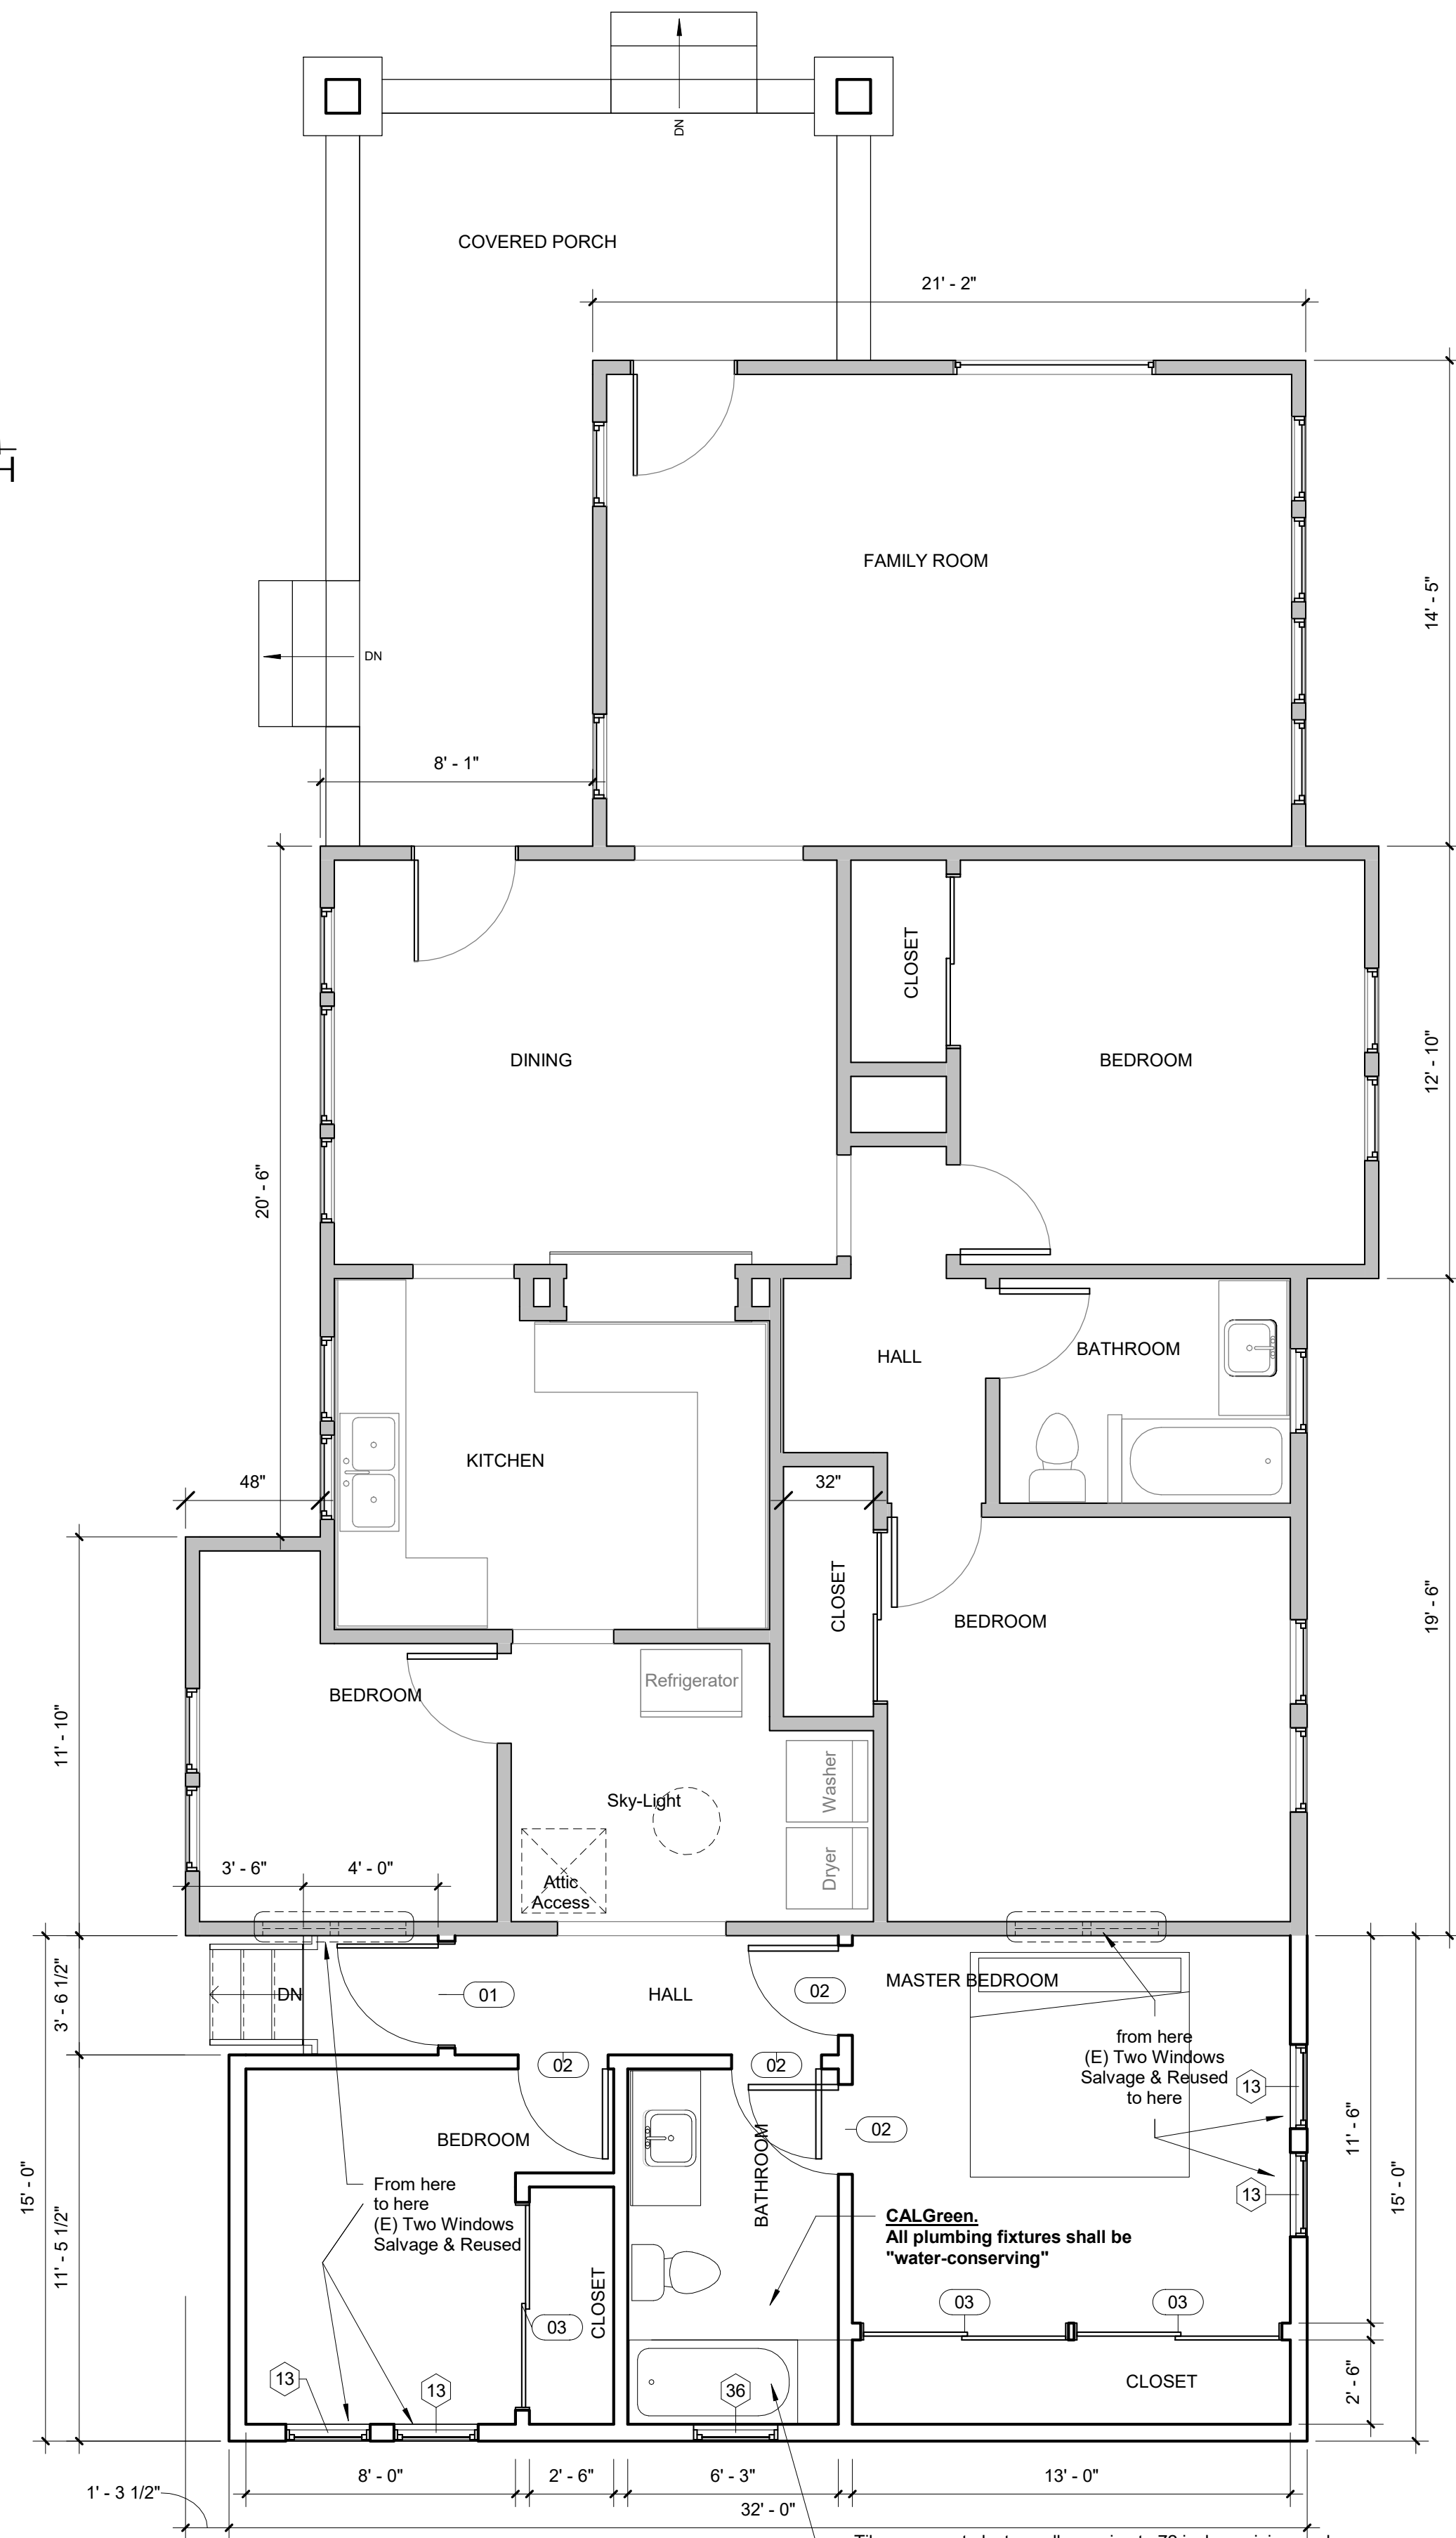 DN
COVERED PORCH
21' - 2"
FAMILY ROOM
14' - 5"
DN
8' - 1"
CLOSET
DINING
BEDROOM
12' - 10"
20' - 6"
HALL
BATHROOM
KITCHEN
48"
32"
CLOSET
BEDROOM
19' - 6"
Refrigerator
BEDROOM
11' - 10"
Washer
Sky-Light
Dryer
3' - 6"
4' - 0"
Attic
Access
3' - 6 1/2"
DN
01
HALL
02
MASTER BEDROOM
from here
(E) Two Windows
Salvage & Reused
to here
02
02
13
02
BEDROOM
BATHROOM
11' - 6"
15' - 0"
15' - 0"
11' - 5 1/2"
From here
to here
(E) Two Windows
Salvage & Reused
13
CALGreen.
All plumbing fixtures shall be
"water-conserving"
CLOSET
03
03
03
13
13
36
CLOSET
2' - 6"
8' - 0"
2' - 6"
6' - 3"
13' - 0"
1' - 3 1/2"
32' - 0"